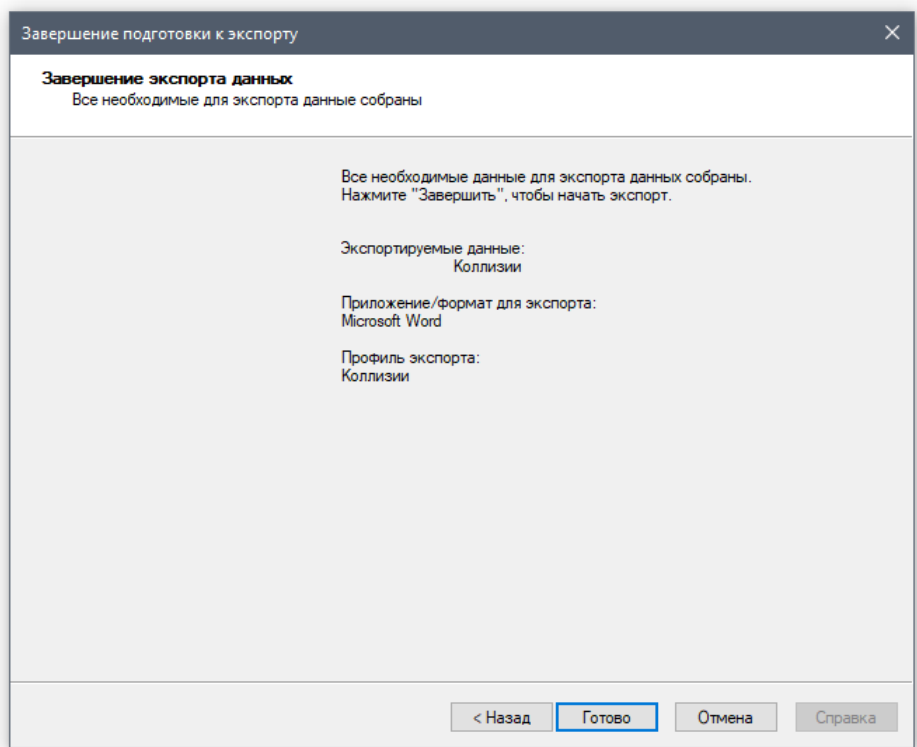 Завершение подготовки к экспорту
Завершение экспорта данных
Все необходимые для экспорта данные собраны
Все необходимые данные для экспорта данных собраны.
Нажмите "Завершить", чтобы начать экспорт.
Экспортируемые данные:
Коллизии
Приложение/формат для экспорта:
Microsoft Word
Профиль экспорта:
Коллизии
< Назад
Готово
Отмена
Справка